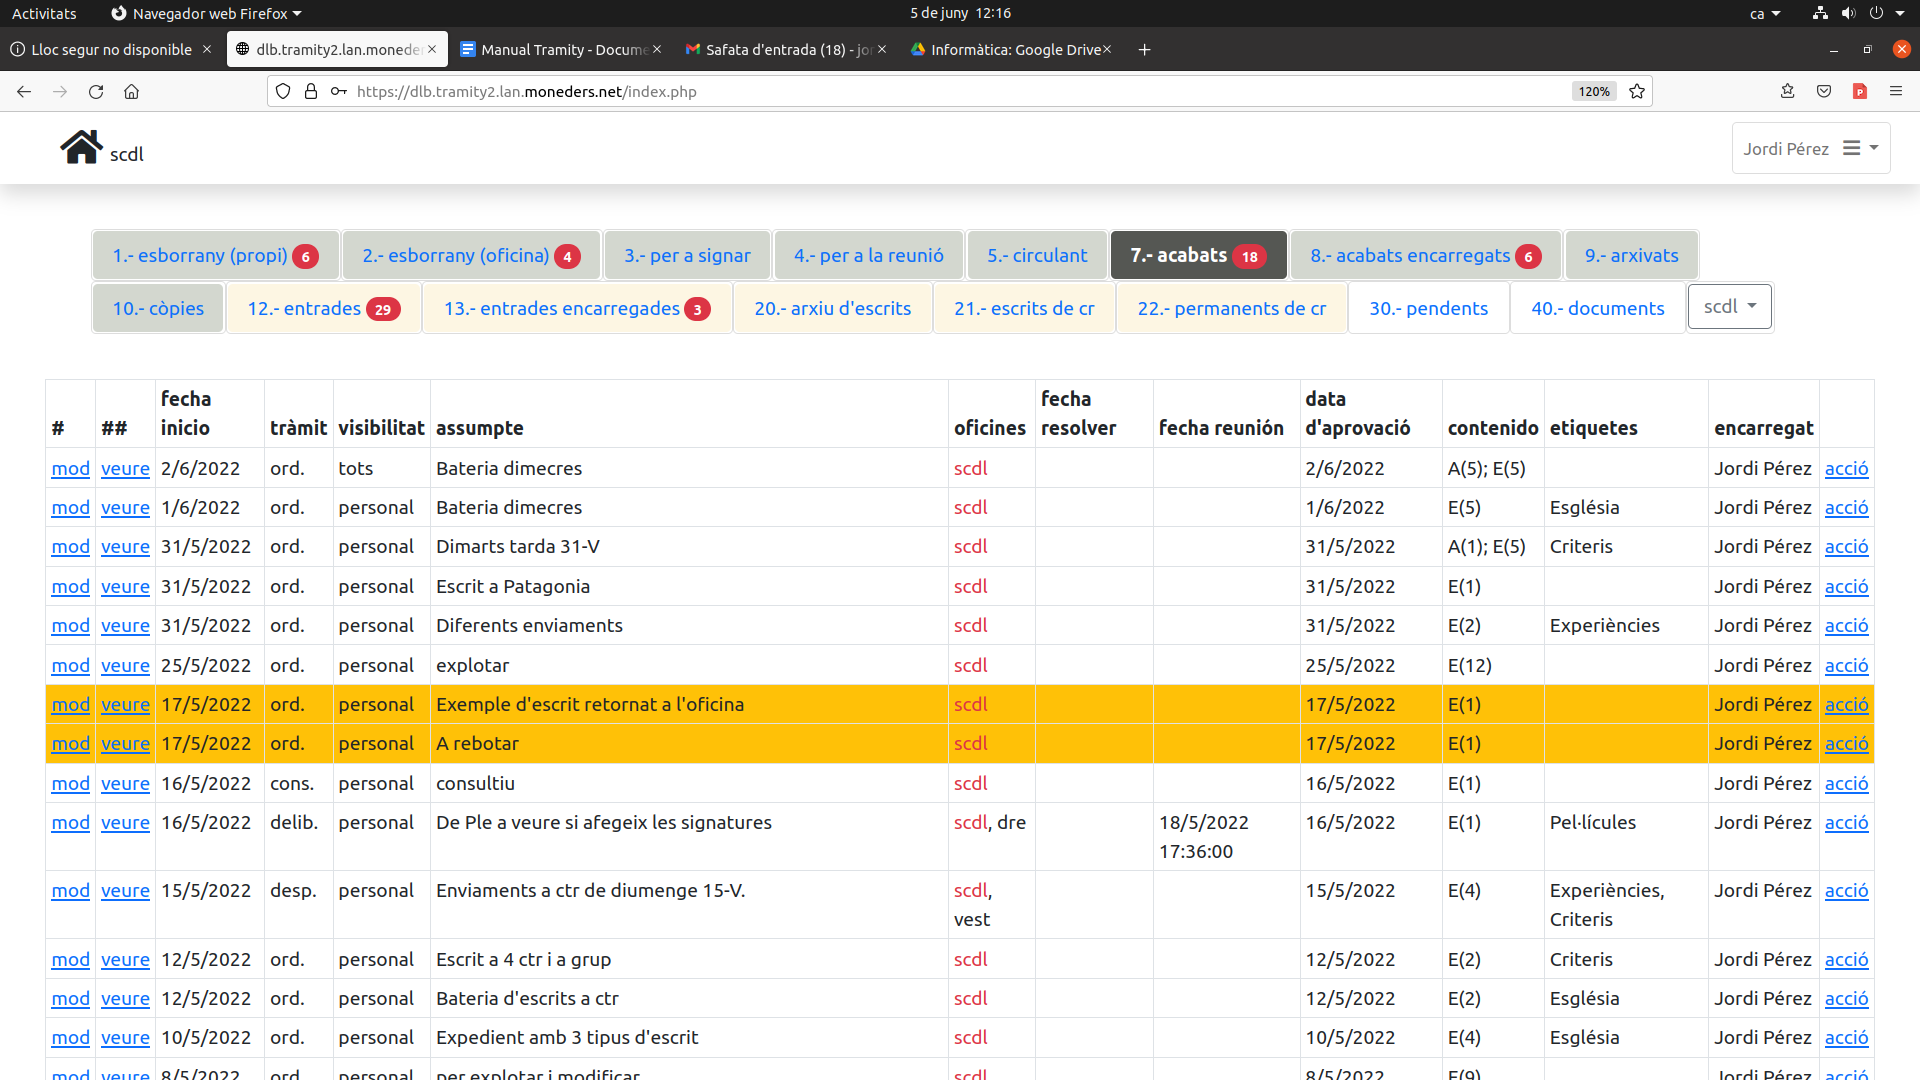 Activitats Navegador web Firefox 5 de juny 12:16 ca
Lloc segur no disponible dlb.tramity2.lan.moneders Manual Tramity - Docume Safata d'entrada (18) - jor Informàtica: Google Drive
https://dlb.tramity2.lan.moneders.net/index.php 120%
scdl Jordi Pérez
1.- esborrany (propi) 6 2.- esborrany (oficina) 4 3.- per a signar 4.- per a la reunió 5.- circulant 7.- acabats 18 8.- acabats encarregats 6 9.- arxivats
10.- còpies 12.- entrades 29 13.- entrades encarregades 3 20.- arxiu d'escrits 21.- escrits de cr 22.- permanents de cr 30.- pendents 40.- documents scdl
# ## fecha inicio tràmit visibilitat assumpte oficines fecha resolver fecha reunión data d'aprovació contenido etiquetes encarregat
mod veure 2/6/2022 ord. tots Bateria dimecres scdl 2/6/2022 A(5); E(5) Jordi Pérez acció
mod veure 1/6/2022 ord. personal Bateria dimecres scdl 1/6/2022 E(5) Església Jordi Pérez acció
mod veure 31/5/2022 ord. personal Dimarts tarda 31-V scdl 31/5/2022 A(1); E(5) Criteris Jordi Pérez acció
mod veure 31/5/2022 ord. personal Escrit a Patagonia scdl 31/5/2022 E(1) Jordi Pérez acció
mod veure 31/5/2022 ord. personal Diferents enviaments scdl 31/5/2022 E(2) Experiències Jordi Pérez acció
mod veure 25/5/2022 ord. personal explotar scdl 25/5/2022 E(12) Jordi Pérez acció
mod veure 17/5/2022 ord. personal Exemple d'escrit retornat a l'oficina scdl 17/5/2022 E(1) Jordi Pérez acció
mod veure 17/5/2022 ord. personal A rebotar scdl 17/5/2022 E(1) Jordi Pérez acció
mod veure 16/5/2022 cons. personal consultiu scdl 16/5/2022 E(1) Jordi Pérez acció
mod veure 16/5/2022 delib. personal De Ple a veure si afegeix les signatures scdl, dre 18/5/2022 17:36:00 16/5/2022 E(1) Pel·lícules Jordi Pérez acció
mod veure 15/5/2022 desp. personal Enviaments a ctr de diumenge 15-V. scdl, vest 15/5/2022 E(4) Experiències, Criteris Jordi Pérez acció
mod veure 12/5/2022 ord. personal Escrit a 4 ctr i a grup scdl 12/5/2022 E(2) Criteris Jordi Pérez acció
mod veure 12/5/2022 ord. personal Bateria d'escrits a ctr scdl 12/5/2022 E(2) Església Jordi Pérez acció
mod veure 10/5/2022 ord. personal Expedient amb 3 tipus d'escrit scdl 10/5/2022 E(4) Església Jordi Pérez acció
mod veure 8/5/2022 ord. personal per explotar i modificar scdl 8/5/2022 E(9) Jordi Pérez acció